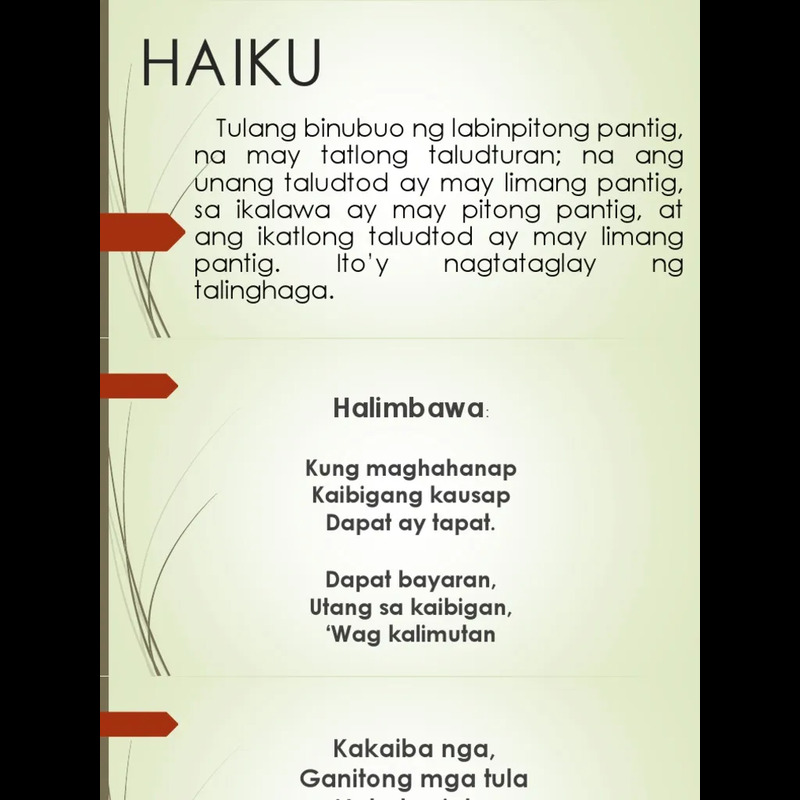 HAIKU
Tulang binubuo ng labinpitong pantig,
na may tatlong taludturan; na ang
unang taludtod ay may limang pantig,
sa ikalawa ay may pitong pantig, at
ang ikatlong taludtod ay may limang
pantig. Ito'y nagtataglay ng
talinghaga.
Halimbawa:
Kung maghahanap
Kaibigang kausap
Dapat ay tapat.
Dapat bayaran,
Utang sa kaibigan,
‘Wag kalimutan
Kakaiba nga,
Ganitong mga tula